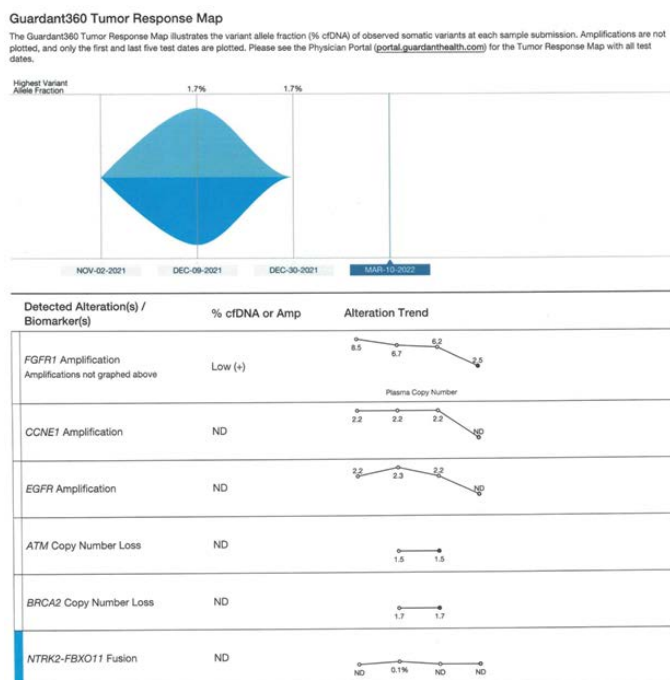 Guardant360 Tumor Response Map
The Guardant360 Tumor Response Map illustrates the variant allele fraction (% cfDNA) of observed somatic variants at each sample submission. Amplifications are not
plotted, and only the first and last five test dates are plotted. Please see the Physician Portal (portal.guardanthealth.com) for the Tumor Response Map with all test
dates.
Highest Variant
Allele Fraction
1.7% 1.7%
NOV-02-2021 DEC-09-2021 DEC-30-2021 MAR-10-2022
Detected Alteration(s) /
Biomarker(s) % cfDNA or Amp Alteration Trend
FGFR1 Amplification
Amplifications not graphed above
Low (+)
8.5 6.7 6.2 2.5
Plasma Copy Number
CCNE1 Amplification ND
2.2 2.2 2.2 ND
EGFR Amplification ND
2.2 2.3 2.2 ND
ATM Copy Number Loss ND
1.5 1.5
BRCA2 Copy Number Loss ND
1.7 1.7
NTRK2-FBXO11 Fusion ND
ND 0.1% ND ND